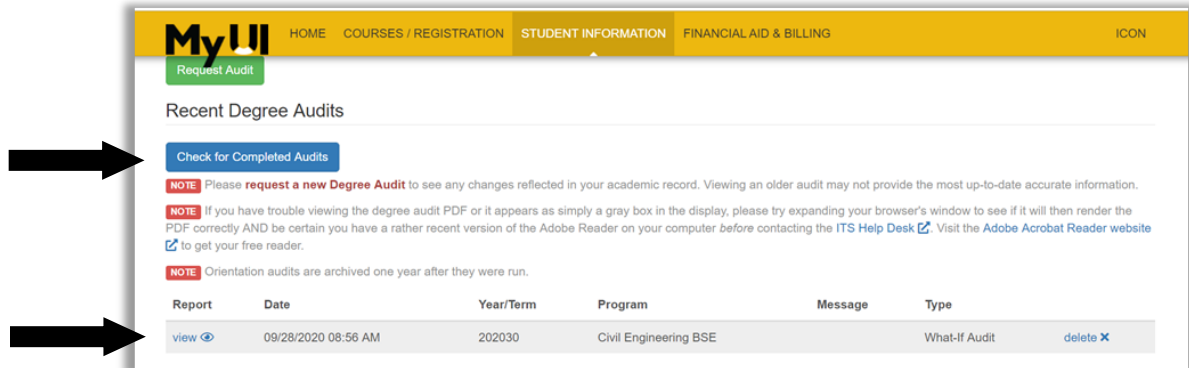 MyUI HOME COURSES / REGISTRATION STUDENT INFORMATION FINANCIAL AID & BILLING ICON
Request Audit
Recent Degree Audits
Check for Completed Audits
NOTE Please request a new Degree Audit to see any changes reflected in your academic record. Viewing an older audit may not provide the most up-to-date accurate information.
NOTE If you have trouble viewing the degree audit PDF or it appears as simply a gray box in the display, please try expanding your browser's window to see if it will then render the
PDF correctly AND be certain you have a rather recent version of the Adobe Reader on your computer before contacting the ITS Help Desk. Visit the Adobe Acrobat Reader website
to get your free reader.
NOTE Orientation audits are archived one year after they were run.
Report Date Year/Term Program Message Type
view 09/28/2020 08:56 AM 202030 Civil Engineering BSE What-If Audit delete ✕